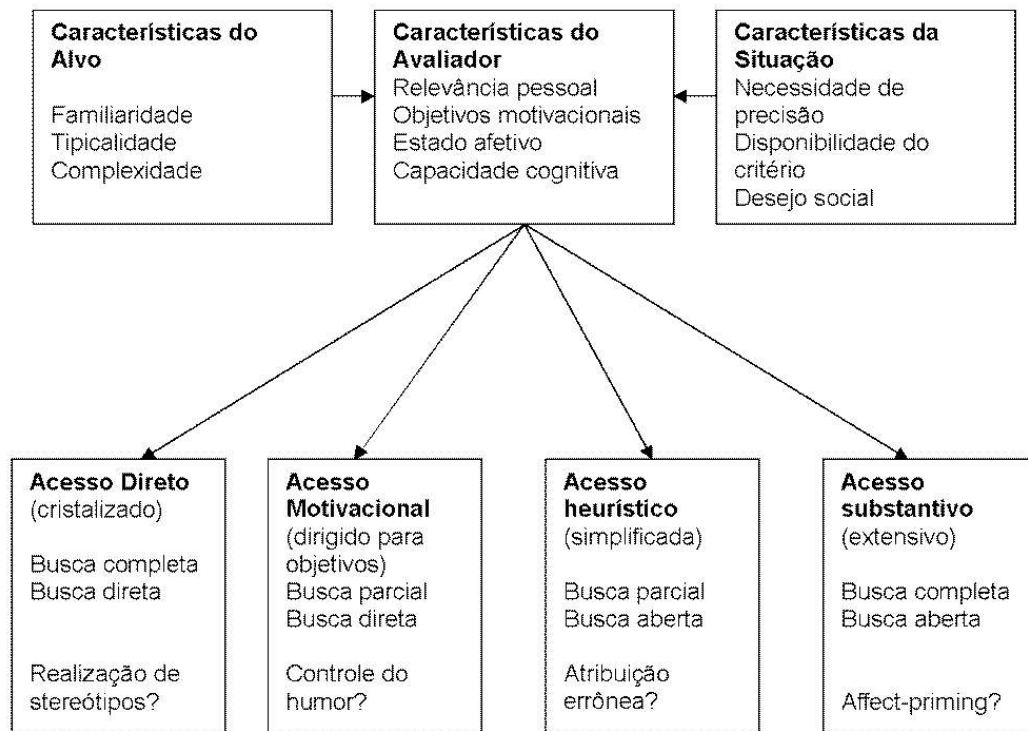 Características do
Alvo
Familiaridade
Tipicalidade
Complexidade
Características do
Avaliador
Relevância pessoal
Objetivos motivacionais
Estado afetivo
Capacidade cognitiva
Características da
Situação
Necessidade de
precisão
Disponibilidade do
critério
Desejo social
Acesso Direto
(cristalizado)
Busca completa
Busca direta
Realização de
stereótipos?
Acesso
Motivacional
(dirigido para
objetivos)
Busca parcial
Busca direta
Controle do
humor?
Acesso
heurístico
(simplificada)
Busca parcial
Busca aberta
Atribuição
errônea?
Acesso
substantivo
(extensivo)
Busca completa
Busca aberta
Affect-priming?